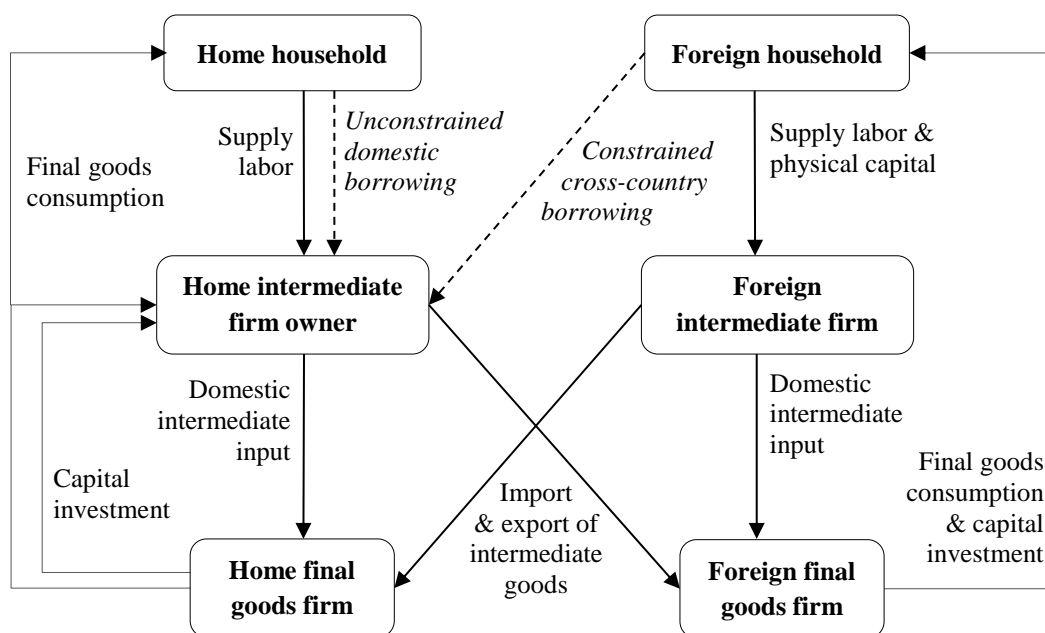 Home household
Foreign household
Supply
labor
Unconstrained
domestic
borrowing
Constrained
cross-country
borrowing
Supply labor &
physical capital
Final goods
consumption
Home intermediate
firm owner
Foreign
intermediate firm
Domestic
intermediate
input
Domestic
intermediate
input
Capital
investment
Import
& export of
intermediate
goods
Final goods
consumption
& capital
investment
Home final
goods firm
Foreign final
goods firm